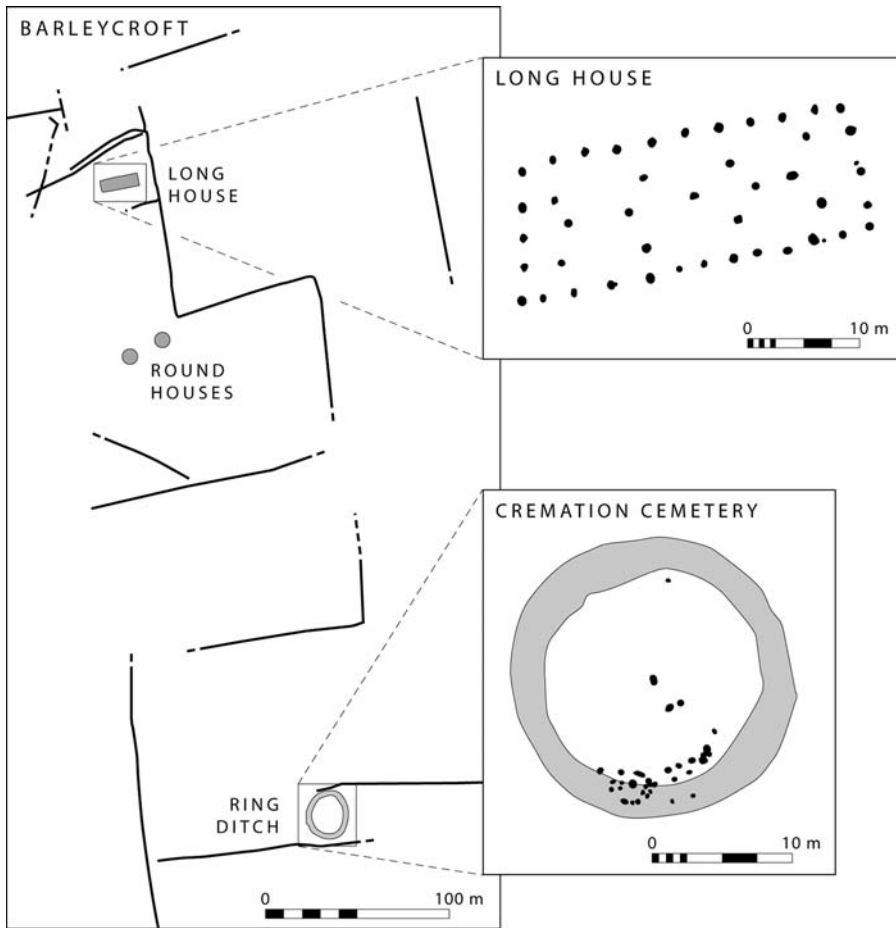 BARLEYCROFT
LONG
HOUSE
ROUND
HOUSES
RING
DITCH
0 100 m
LONG HOUSE
0 10 m
CREMATION CEMETERY
0 10 m